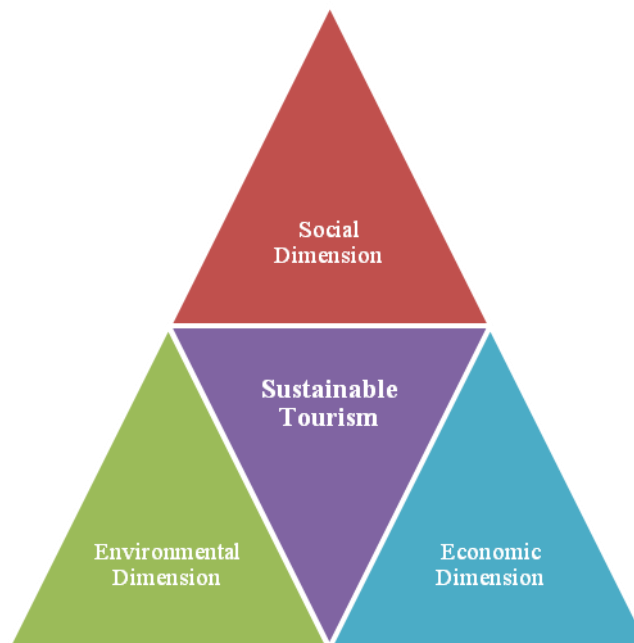 Social
Dimension
Sustainable
Tourism
Environmental
Dimension
Economic
Dimension